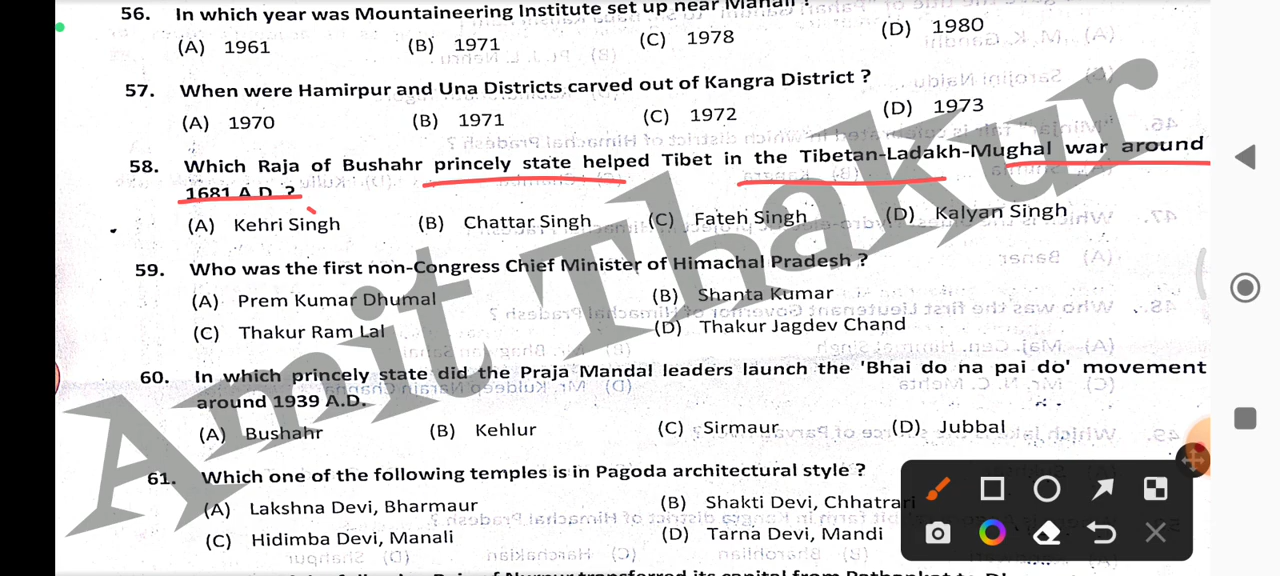 56. In which year was Mountaineering Institute set up near Manali ?
(A) 1961 (B) 1971 (C) 1978 (D) 1980
57. When were Hamirpur and Una Districts carved out of Kangra District ?
(A) 1970 (B) 1971 (C) 1972 (D) 1973
58. Which Raja of Bushahr princely state helped Tibet in the Tibetan-Ladakh-Mughal war around
1681 A.D. ?
(A) Kehri Singh (B) Chattar Singh (C) Fateh Singh (D) Kalyan Singh
59. Who was the first non-Congress Chief Minister of Himachal Pradesh ?
(A) Prem Kumar Dhumal (B) Shanta Kumar
(C) Thakur Ram Lal (D) Thakur Jagdev Chand
60. In which princely state did the Praja Mandal leaders launch the 'Bhai do na pai do' movement
around 1939 A.D.
(A) Bushahr (B) Kehlur (C) Sirmaur (D) Jubbal
61. Which one of the following temples is in Pagoda architectural style ?
(A) Lakshna Devi, Bharmaur (B) Shakti Devi, Chhatrari
(C) Hidimba Devi, Manali (D) Tarna Devi, Mandi
Amit Thakur